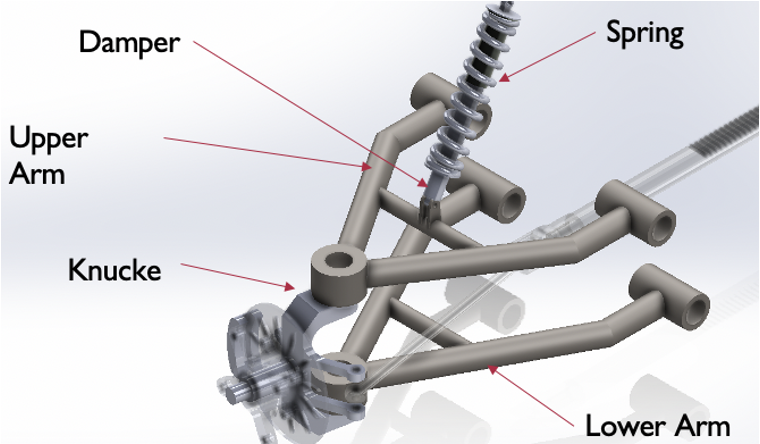 Damper
Spring
Upper
Arm
Knucke
Lower Arm